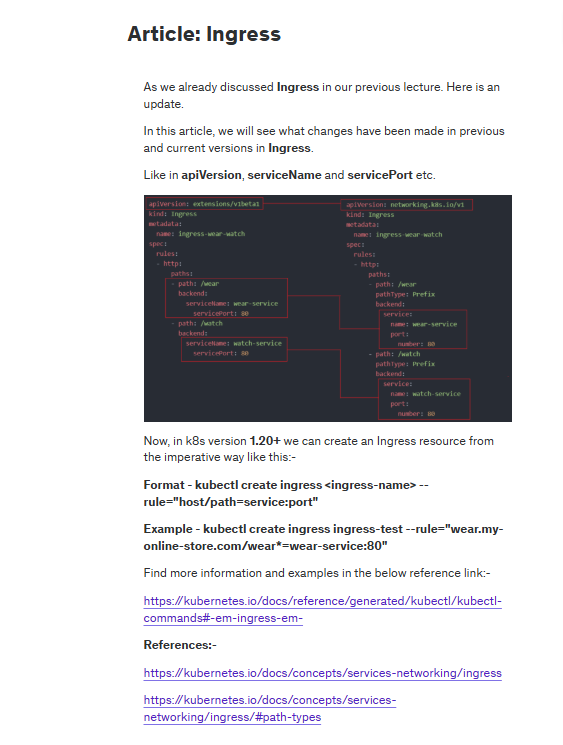 Article: Ingress
As we already discussed Ingress in our previous lecture. Here is an
update.
In this article, we will see what changes have been made in previous
and current versions in Ingress.
Like in apiVersion, serviceName and servicePort etc.
apiVersion: extensions/v1beta1
kind: Ingress
metadata:
  name: ingress-wear-watch
spec:
  rules:
  - http:
      paths:
      - path: /wear
        backend:
          serviceName: wear-service
          servicePort: 80
      - path: /watch
        backend:
          serviceName: watch-service
          servicePort: 80
apiVersion: networking.k8s.io/v1
kind: Ingress
metadata:
  name: ingress-wear-watch
spec:
  rules:
  - http:
      paths:
      - path: /wear
        pathType: Prefix
        backend:
          service:
            name: wear-service
            port:
              number: 80
      - path: /watch
        pathType: Prefix
        backend:
          service:
            name: watch-service
            port:
              number: 80
Now, in k8s version 1.20+ we can create an Ingress resource from
the imperative way like this:-
Format - kubectl create ingress <ingress-name> --
rule="host/path=service:port"
Example - kubectl create ingress ingress-test --rule="wear.my-
online-store.com/wear*=wear-service:80"
Find more information and examples in the below reference link:-
https://kubernetes.io/docs/reference/generated/kubectl/kubectl-
commands#-em-ingress-em-
References:-
https://kubernetes.io/docs/concepts/services-networking/ingress
https://kubernetes.io/docs/concepts/services-
networking/ingress/#path-types